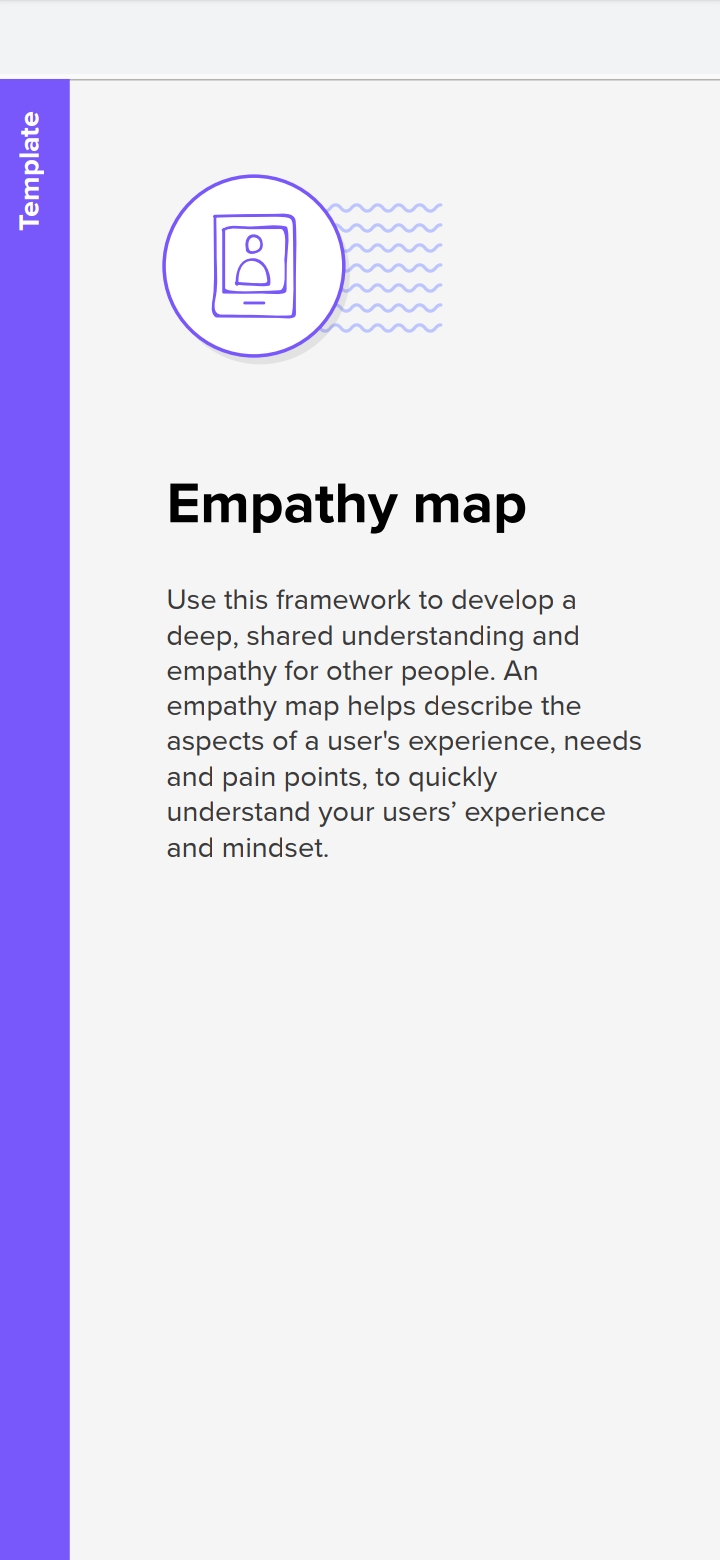 Template
Empathy map
Use this framework to develop a
deep, shared understanding and
empathy for other people. An
empathy map helps describe the
aspects of a user's experience, needs
and pain points, to quickly
understand your users’ experience
and mindset.